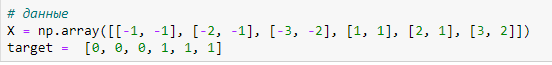 # данные
X = np.array([[-1, -1], [-2, -1], [-3, -2], [1, 1], [2, 1], [3, 2]])
target =  [0, 0, 0, 1, 1, 1]